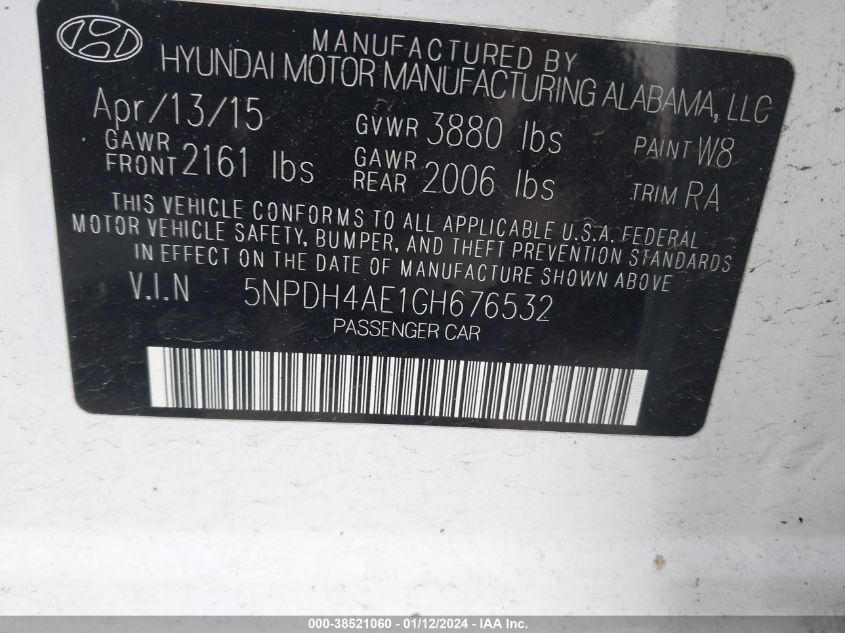 MANUFACTURED BY
HYUNDAI MOTOR MANUFACTURING ALABAMA, LLC
Apr/13/15 GVWR 3880 lbs PAINT W8
GAWR FRONT 2161 lbs GAWR REAR 2006 lbs TRIM RA
THIS VEHICLE CONFORMS TO ALL APPLICABLE U.S.A. FEDERAL
MOTOR VEHICLE SAFETY, BUMPER, AND THEFT PREVENTION STANDARDS
IN EFFECT ON THE DATE OF MANUFACTURE SHOWN ABOVE
V.I.N 5NPDH4AE1GH676532
PASSENGER CAR
000-38521060 - 01/12/2024 - IAA Inc.